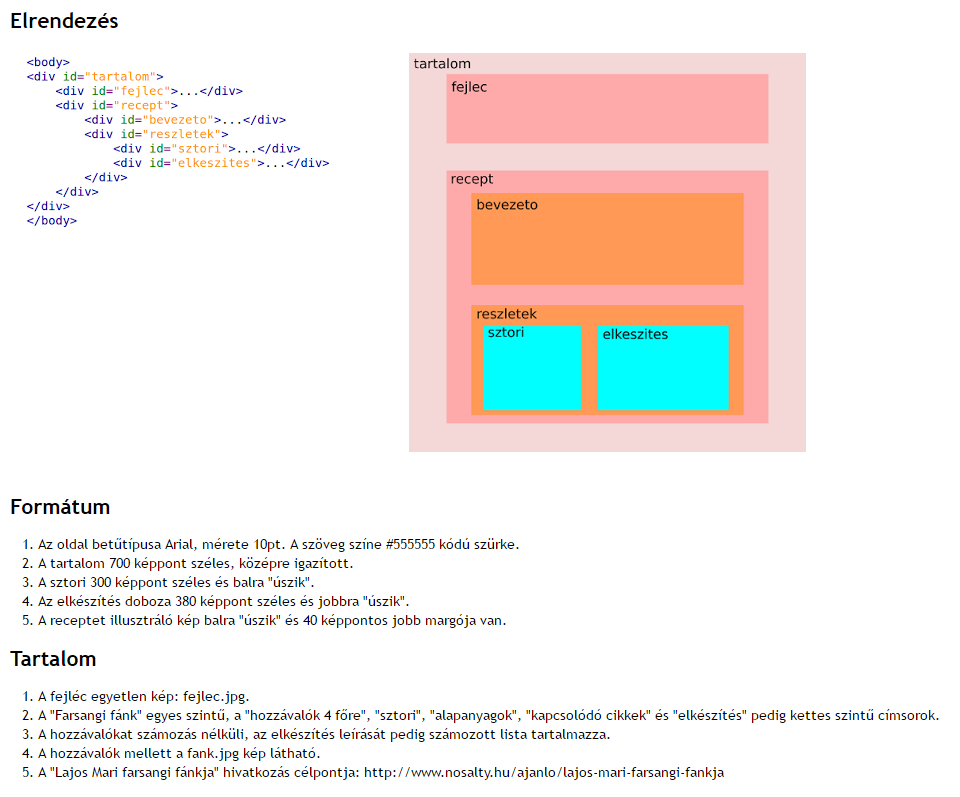 Elrendezés
<body>
<div id="tartalom">
<div id="fejlec">...</div>
<div id="recept">
<div id="bevezeto">...</div>
<div id="reszletek">
<div id="sztori">...</div>
<div id="elkeszites">...</div>
</div>
</div>
</div>
</body>
tartalom
fejlec
recept
bevezeto
reszletek
sztori
elkeszites
Formátum
1. Az oldal betűtípusa Arial, mérete 10pt. A szöveg színe #555555 kódú szürke.
2. A tartalom 700 képpont széles, középre igazított.
3. A sztori 300 képpont széles és balra "úszik".
4. Az elkészítés doboza 380 képpont széles és jobbra "úszik".
5. A receptet illusztráló kép balra "úszik" és 40 képpontos jobb margója van.
Tartalom
1. A fejléc egyetlen kép: fejlec.jpg.
2. A "Farsangi fánk" egyes szintű, a "hozzávalók 4 főre", "sztori", "alapanyagok", "kapcsolódó cikkek" és "elkészítés" pedig kettes szintű címsorok.
3. A hozzávalókat számozás nélküli, az elkészítés leírását pedig számozott lista tartalmazza.
4. A hozzávalók mellett a fank.jpg kép látható.
5. A "Lajos Mari farsangi fánkja" hivatkozás célpontja: http://www.nosalty.hu/ajanlo/lajos-mari-farsangi-fankja